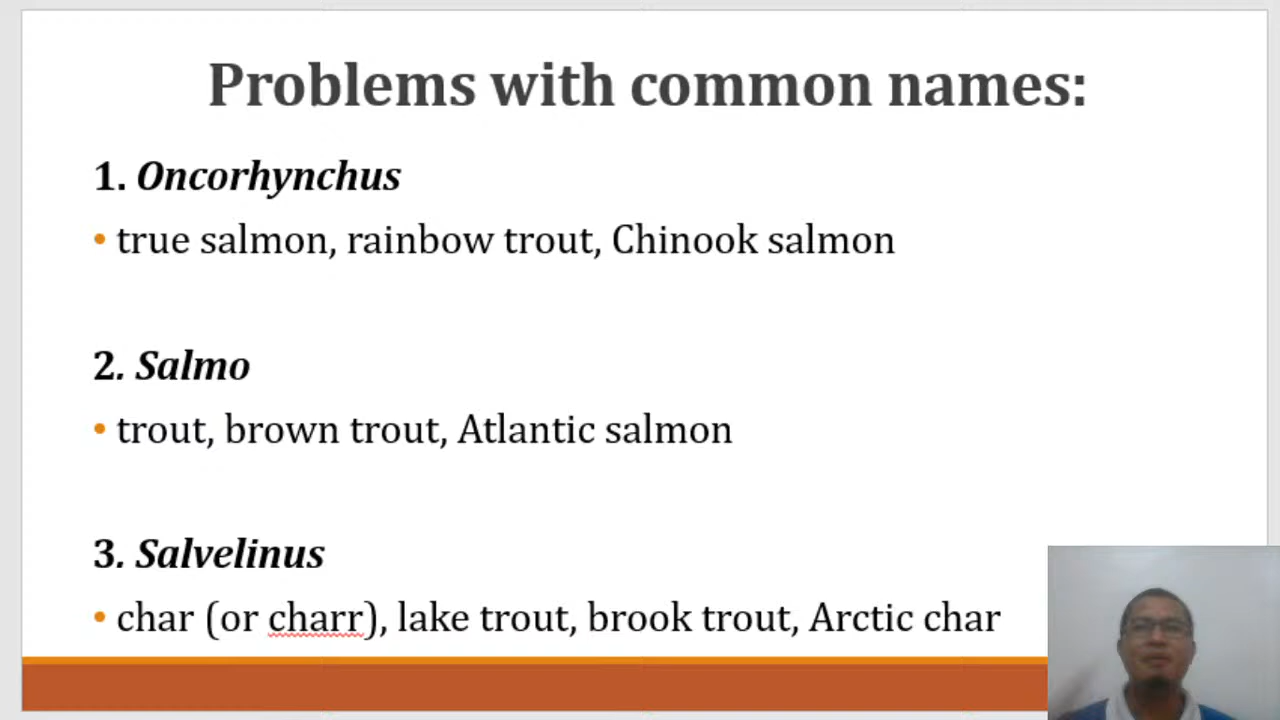 Problems with common names:
1. Oncorhynchus
• true salmon, rainbow trout, Chinook salmon
2. Salmo
• trout, brown trout, Atlantic salmon
3. Salvelinus
• char (or charr), lake trout, brook trout, Arctic char